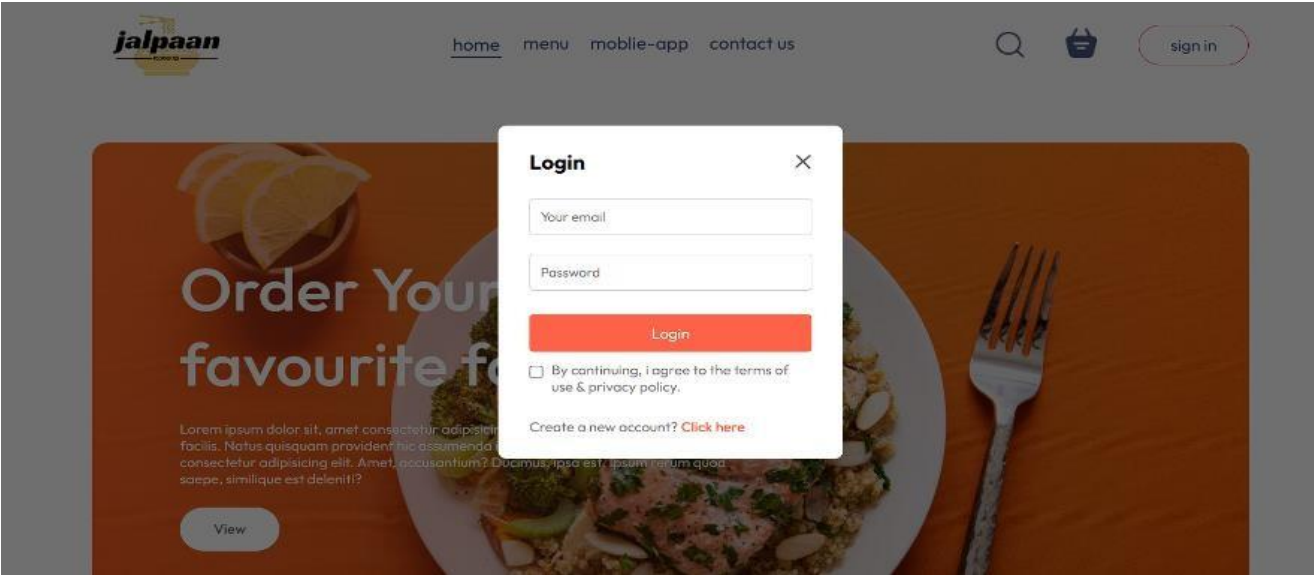 jalpaan
home menu moblie-app contact us
sign in
Login
Your email
Password
Login
By continuing, i agree to the terms of
use & privacy policy.
Create a new account? Click here
Order Your
favourite fo
Lorem ipsum dolor sit, amet consectetur adipisicin
facilis. Natus quisquam provident hic assumenda
consectetur adipisicing elit. Amet, accusantium? Ducimus, ipsa est. Ipsum rerum quod
saepe, similique est deleniti?
View